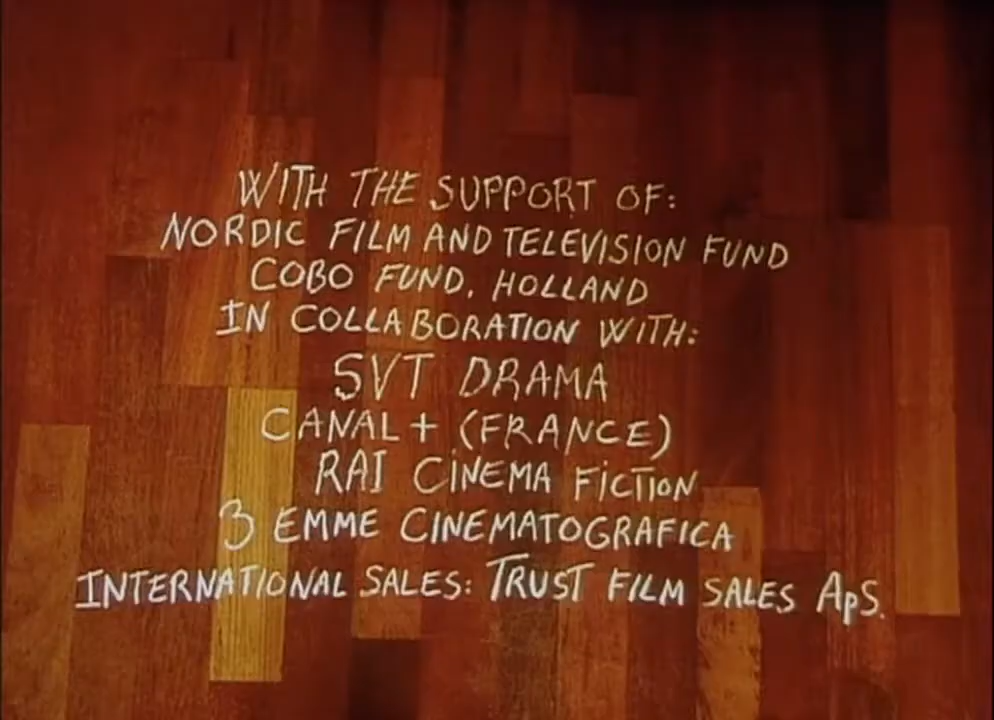 WITH THE SUPPORT OF:
NORDIC FILM AND TELEVISION FUND
COBO FUND, HOLLAND
IN COLLABORATION WITH:
SVT DRAMA
CANAL+ (FRANCE)
RAI CINEMA FICTION
3 EMME CINEMATOGRAFICA
INTERNATIONAL SALES: TRUST FILM SALES ApS.